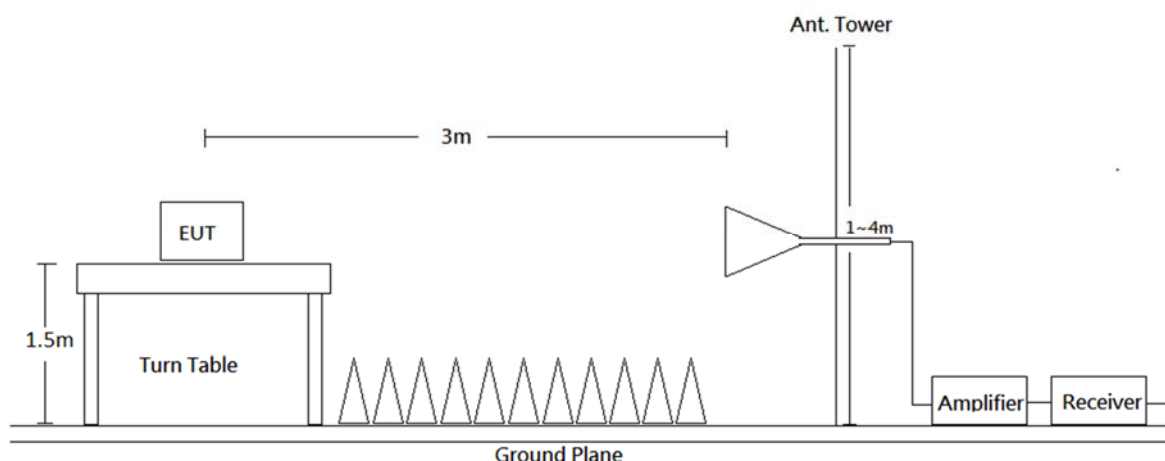 Ant. Tower
3m
EUT
1~4m
1.5m
Turn Table
Amplifier
Receiver
Ground Plane